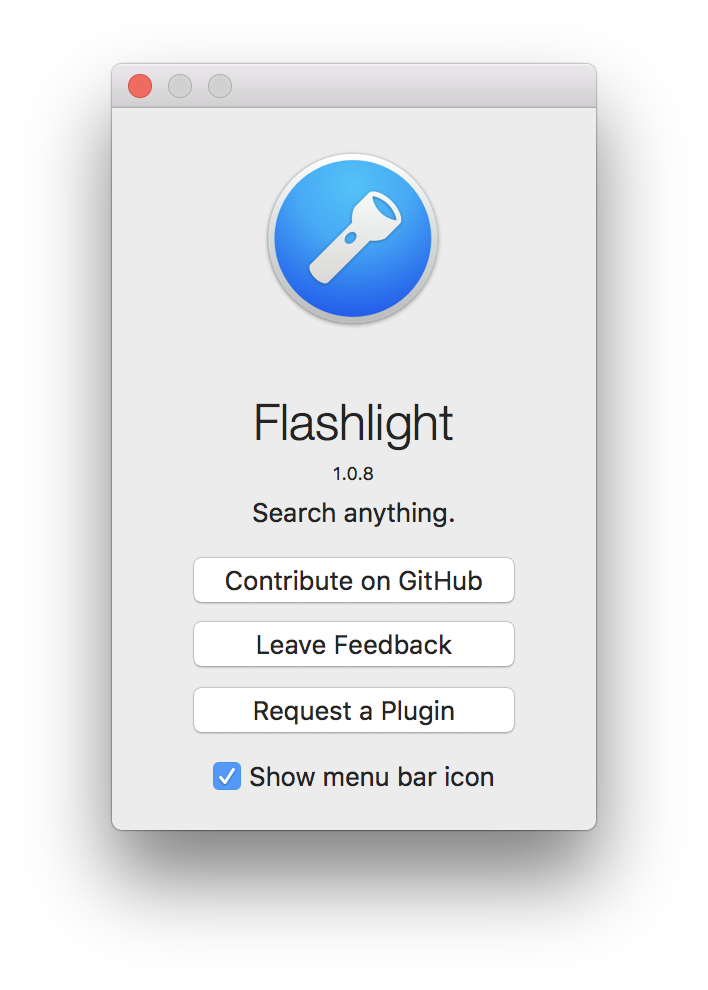 Flashlight
1.0.8
Search anything.
Contribute on GitHub
Leave Feedback
Request a Plugin
Show menu bar icon